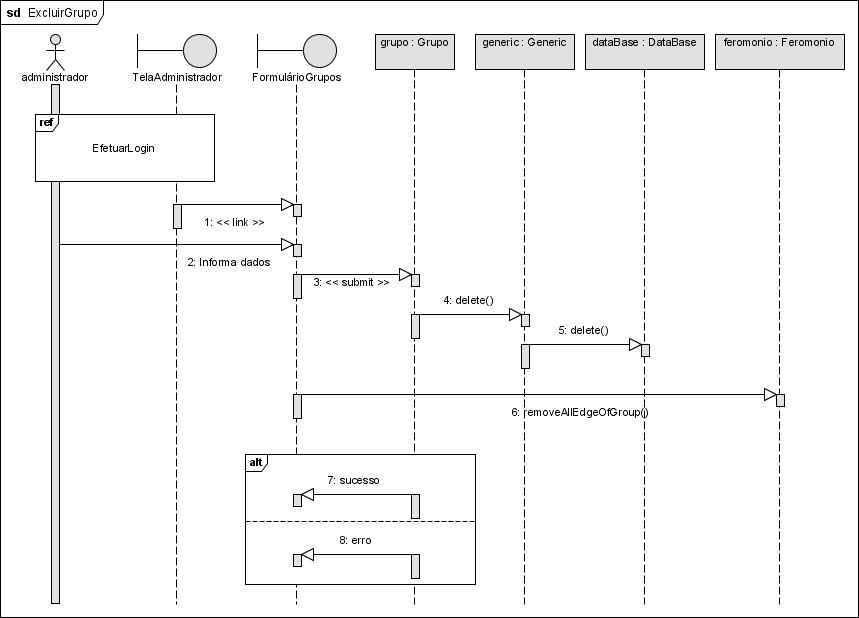 sd ExcluirGrupo
administrador
TelaAdministrador
FormulárioGrupos
grupo : Grupo
generic : Generic
dataBase : DataBase
feromonio : Feromonio
ref
EfetuarLogin
1: << link >>
2: Informa dados
3: << submit >>
4: delete()
5: delete()
6: removeAllEdgeOfGroup()
alt
7: sucesso
8: erro